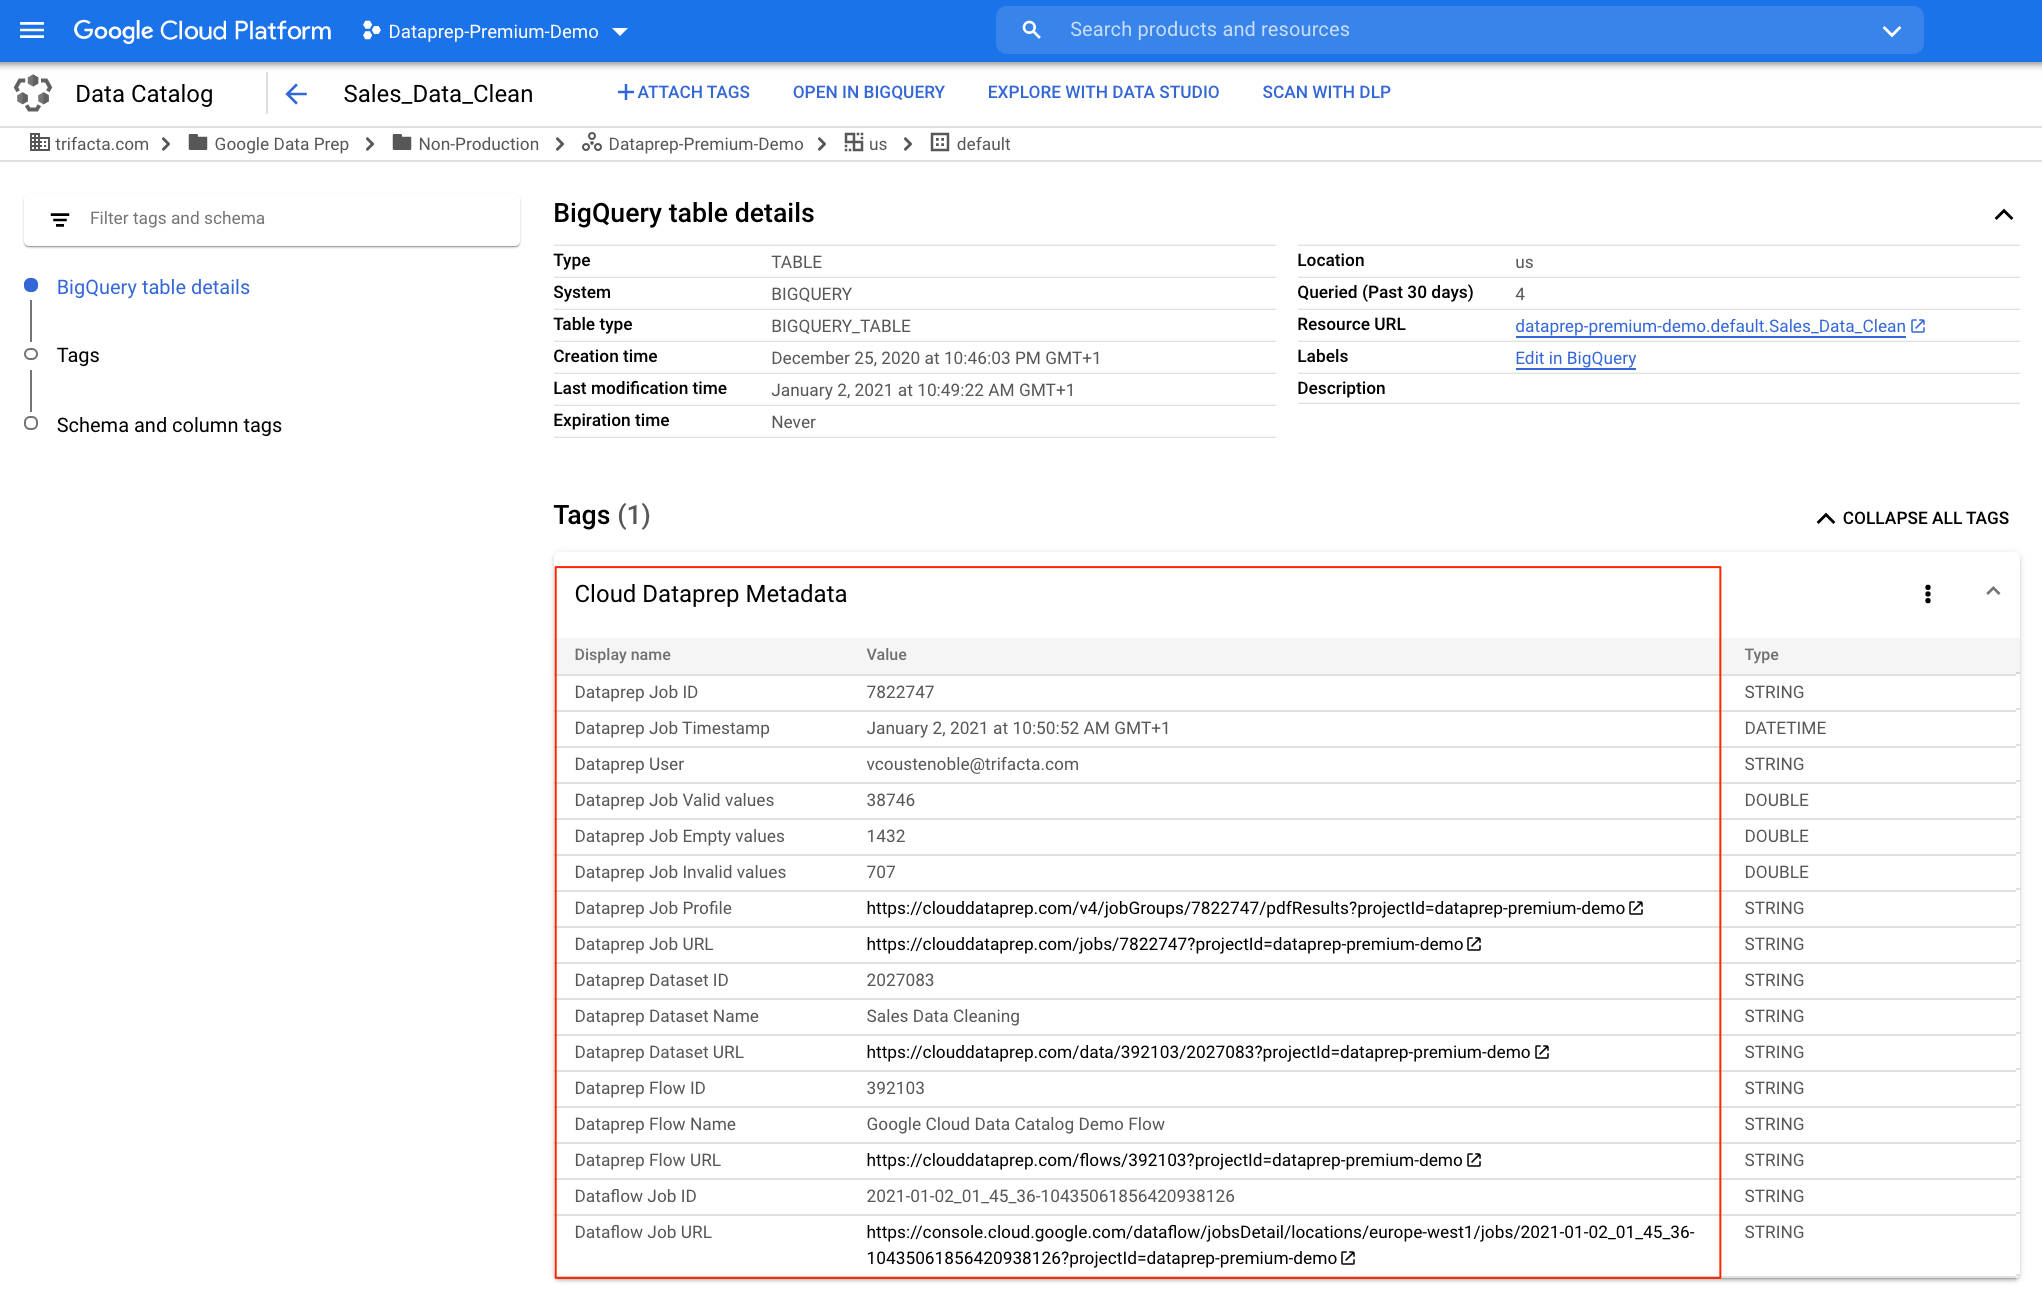 Google Cloud Platform Dataprep-Premium-Demo Search products and resources
Data Catalog Sales_Data_Clean ATTACH TAGS OPEN IN BIGQUERY EXPLORE WITH DATA STUDIO SCAN WITH DLP
trifacta.com Google Data Prep Non-Production Dataprep-Premium-Demo us default
Filter tags and schema
BigQuery table details
Tags
Schema and column tags
BigQuery table details
Type TABLE
System BIGQUERY
Table type BIGQUERY_TABLE
Creation time December 25, 2020 at 10:46:03 PM GMT+1
Last modification time January 2, 2021 at 10:49:22 AM GMT+1
Expiration time Never
Location us
Queried (Past 30 days) 4
Resource URL dataprep-premium-demo.default.Sales_Data_Clean
Labels Edit in BigQuery
Description
Tags (1) COLLAPSE ALL TAGS
Cloud Dataprep Metadata
Display name Value Type
Dataprep Job ID 7822747 STRING
Dataprep Job Timestamp January 2, 2021 at 10:50:52 AM GMT+1 DATETIME
Dataprep User vcoustenoble@trifacta.com STRING
Dataprep Job Valid values 38746 DOUBLE
Dataprep Job Empty values 1432 DOUBLE
Dataprep Job Invalid values 707 DOUBLE
Dataprep Job Profile https://clouddataprep.com/v4/jobGroups/7822747/pdfResults?projectId=dataprep-premium-demo STRING
Dataprep Job URL https://clouddataprep.com/jobs/7822747?projectId=dataprep-premium-demo STRING
Dataprep Dataset ID 2027083 STRING
Dataprep Dataset Name Sales Data Cleaning STRING
Dataprep Dataset URL https://clouddataprep.com/data/392103/2027083?projectId=dataprep-premium-demo STRING
Dataprep Flow ID 392103 STRING
Dataprep Flow Name Google Cloud Data Catalog Demo Flow STRING
Dataprep Flow URL https://clouddataprep.com/flows/392103?projectId=dataprep-premium-demo STRING
Dataflow Job ID 2021-01-02_01_45_36-10435061856420938126 STRING
Dataflow Job URL https://console.cloud.google.com/dataflow/jobsDetail/locations/europe-west1/jobs/2021-01-02_01_45_36- STRING
10435061856420938126?projectId=dataprep-premium-demo